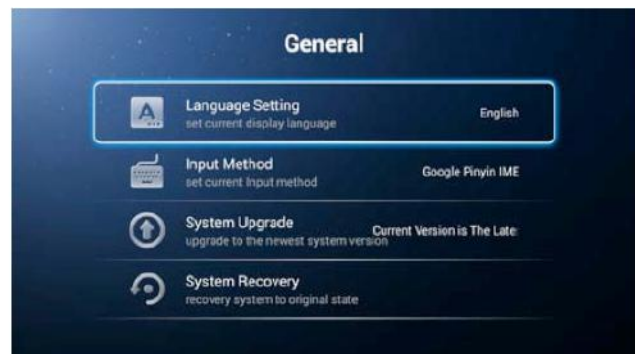 General
Language Setting
set current display language
English
Input Method
set current Input method
Google Pinyin IME
System Upgrade
upgrade to the newest system version
Current Version is The Late
System Recovery
recovery system to original state